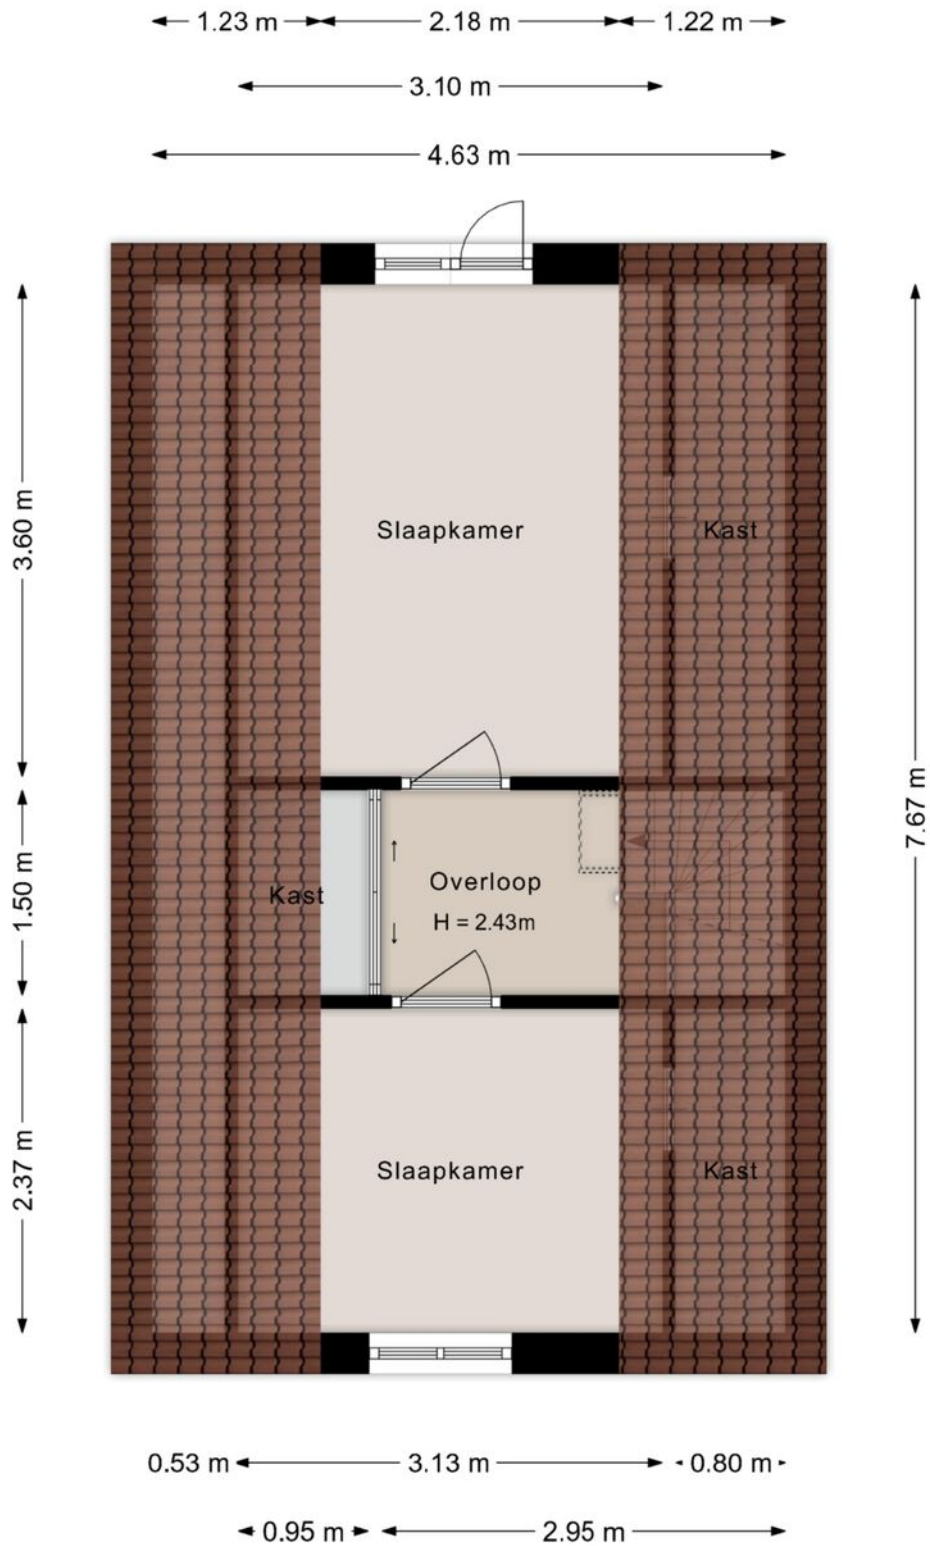 1.23 m 2.18 m 1.22 m
3.10 m
4.63 m
3.60 m
Slaapkamer
Kast
7.67 m
1.50 m
Kast
Overloop
H = 2.43m
2.37 m
Slaapkamer
Kast
0.53 m 3.13 m 0.80 m
0.95 m 2.95 m